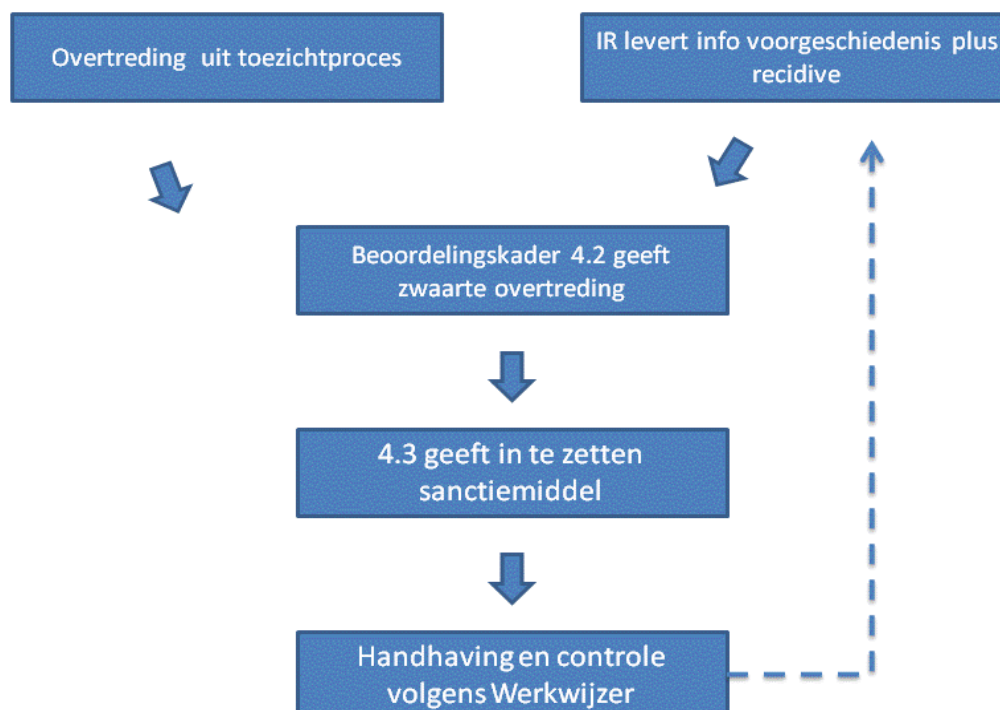 Overtreding uit toezichtproces
IR levert info voorgeschiedenis plus
recidive
Beoordelingskader 4.2 geeft
zwaarte overtreding
4.3 geeft in te zetten
sanctiemiddel
Handhaving en controle
volgens Werkwijzer